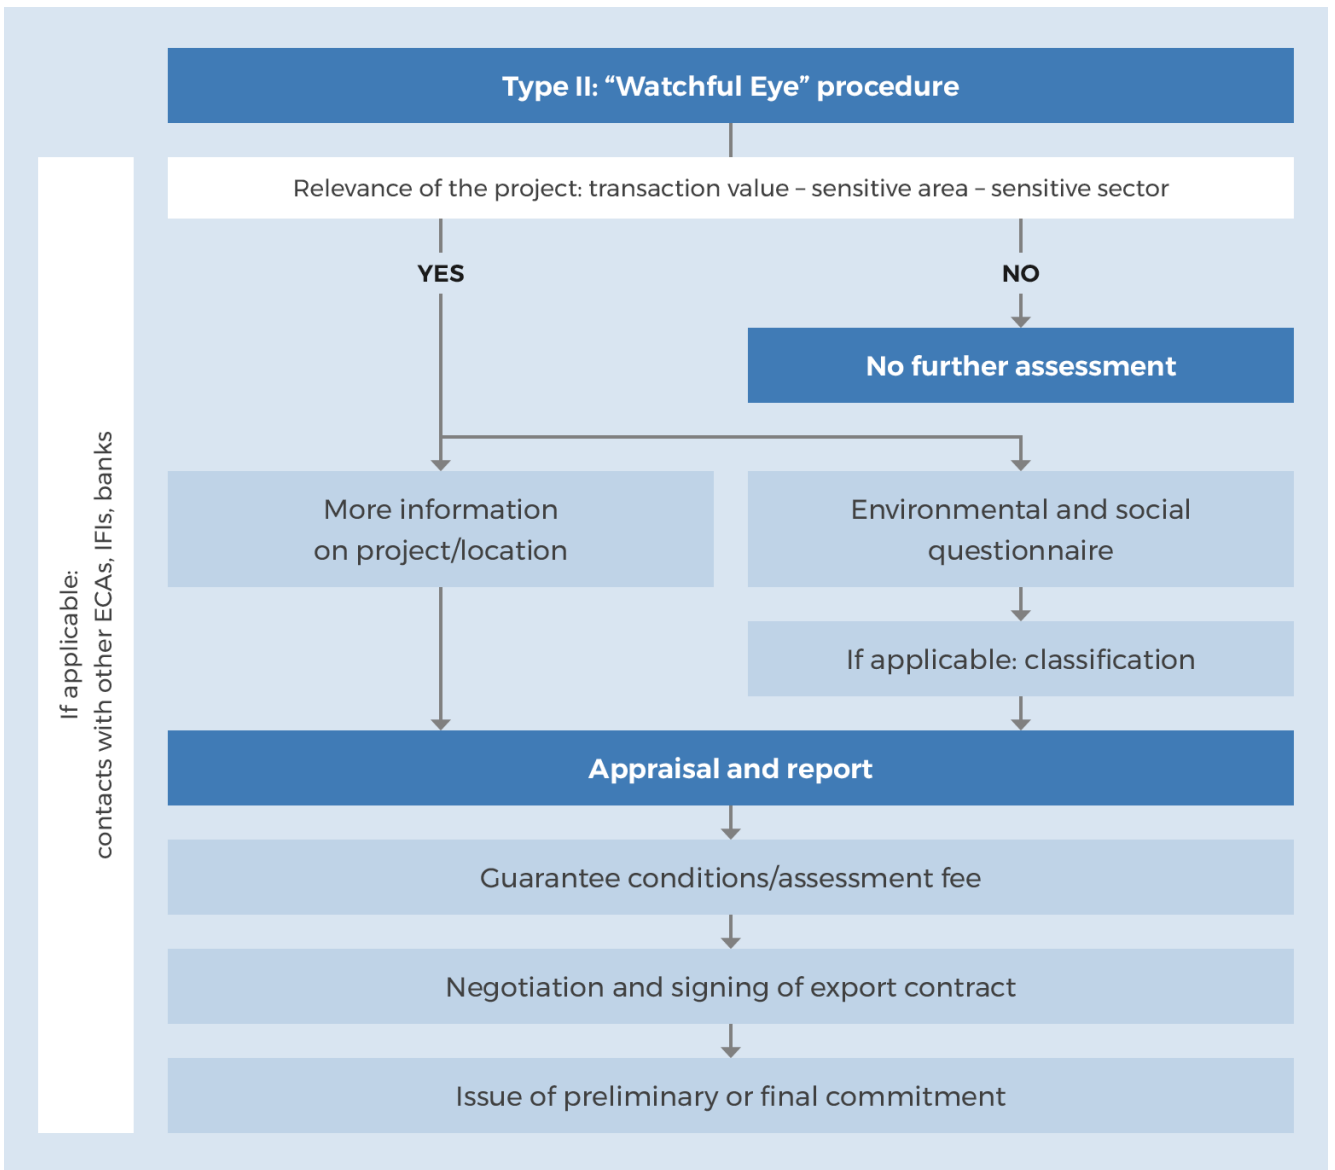 Type II: “Watchful Eye” procedure
Relevance of the project: transaction value – sensitive area – sensitive sector
YES
NO
No further assessment
More information
on project/location
Environmental and social
questionnaire
If applicable: classification
Appraisal and report
Guarantee conditions/assessment fee
Negotiation and signing of export contract
Issue of preliminary or final commitment
If applicable:
contacts with other ECAs, IFIs, banks